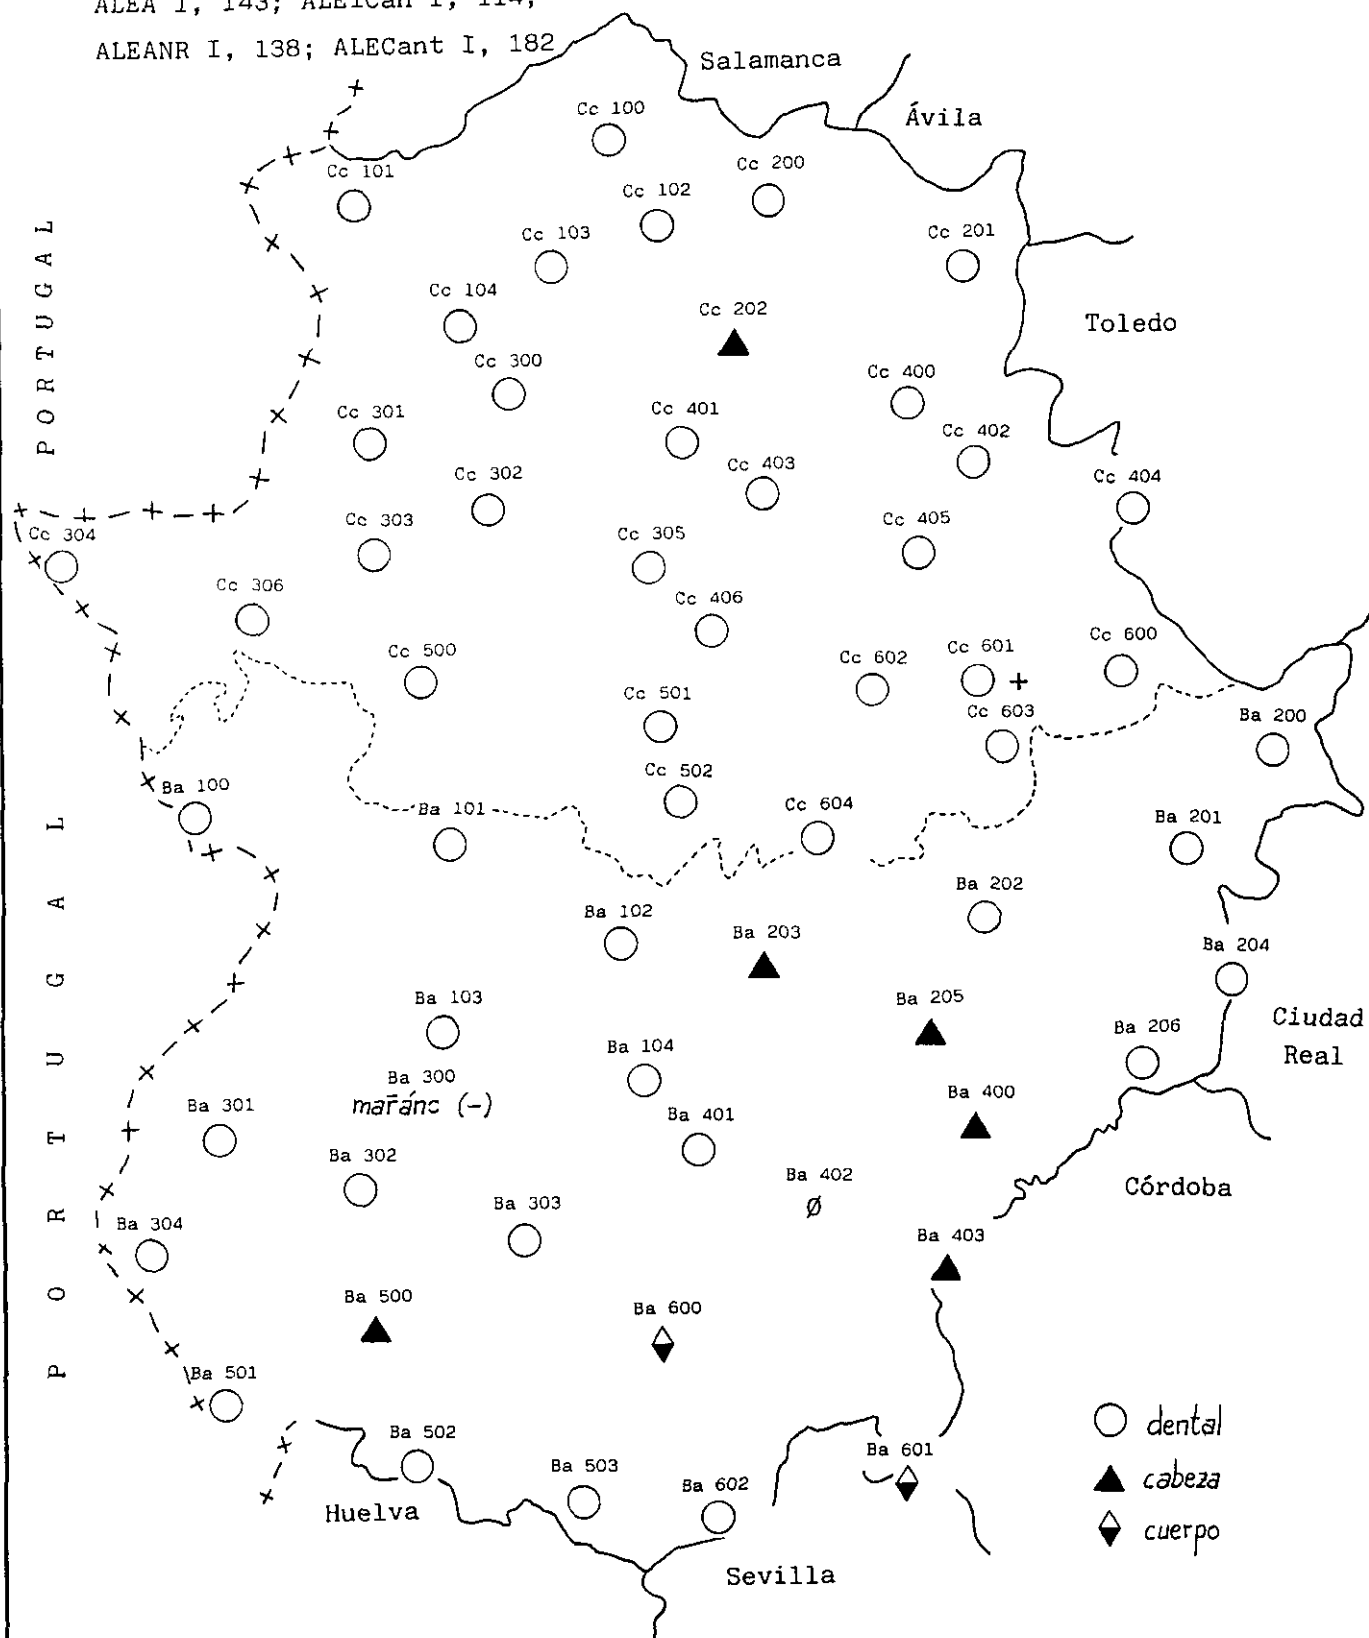 ALEA I, 143; ALEICan I, 114;
ALEANR I, 138; ALECant I, 182
Salamanca
Ávila
Cc 100
Cc 101
Cc 200
Cc 102
Cc 103
Cc 201
PORTUGAL
Cc 104
Cc 202
Toledo
Cc 300
Cc 400
Cc 301
Cc 401
Cc 402
Cc 302
Cc 403
Cc 404
Cc 303
Cc 405
Cc 304
Cc 305
Cc 306
Cc 406
Cc 500
Cc 602
Cc 601
+
Cc 600
Cc 501
Cc 603
Ba 200
Cc 502
Ba 100
Ba 101
Cc 604
Ba 201
PORTUGAL
Ba 202
Ba 102
Ba 203
Ba 204
Ba 103
Ba 205
Ciudad
Real
Ba 206
Ba 104
Ba 300
Ba 400
Ba 301
Ba 401
Ba 302
Ba 402
ø
Córdoba
Ba 303
Ba 304
Ba 403
Ba 500
Ba 600
Ba 501
dental
Ba 502
Ba 601
Ba 503
cabeza
Ba 602
Huelva
cuerpo
Sevilla